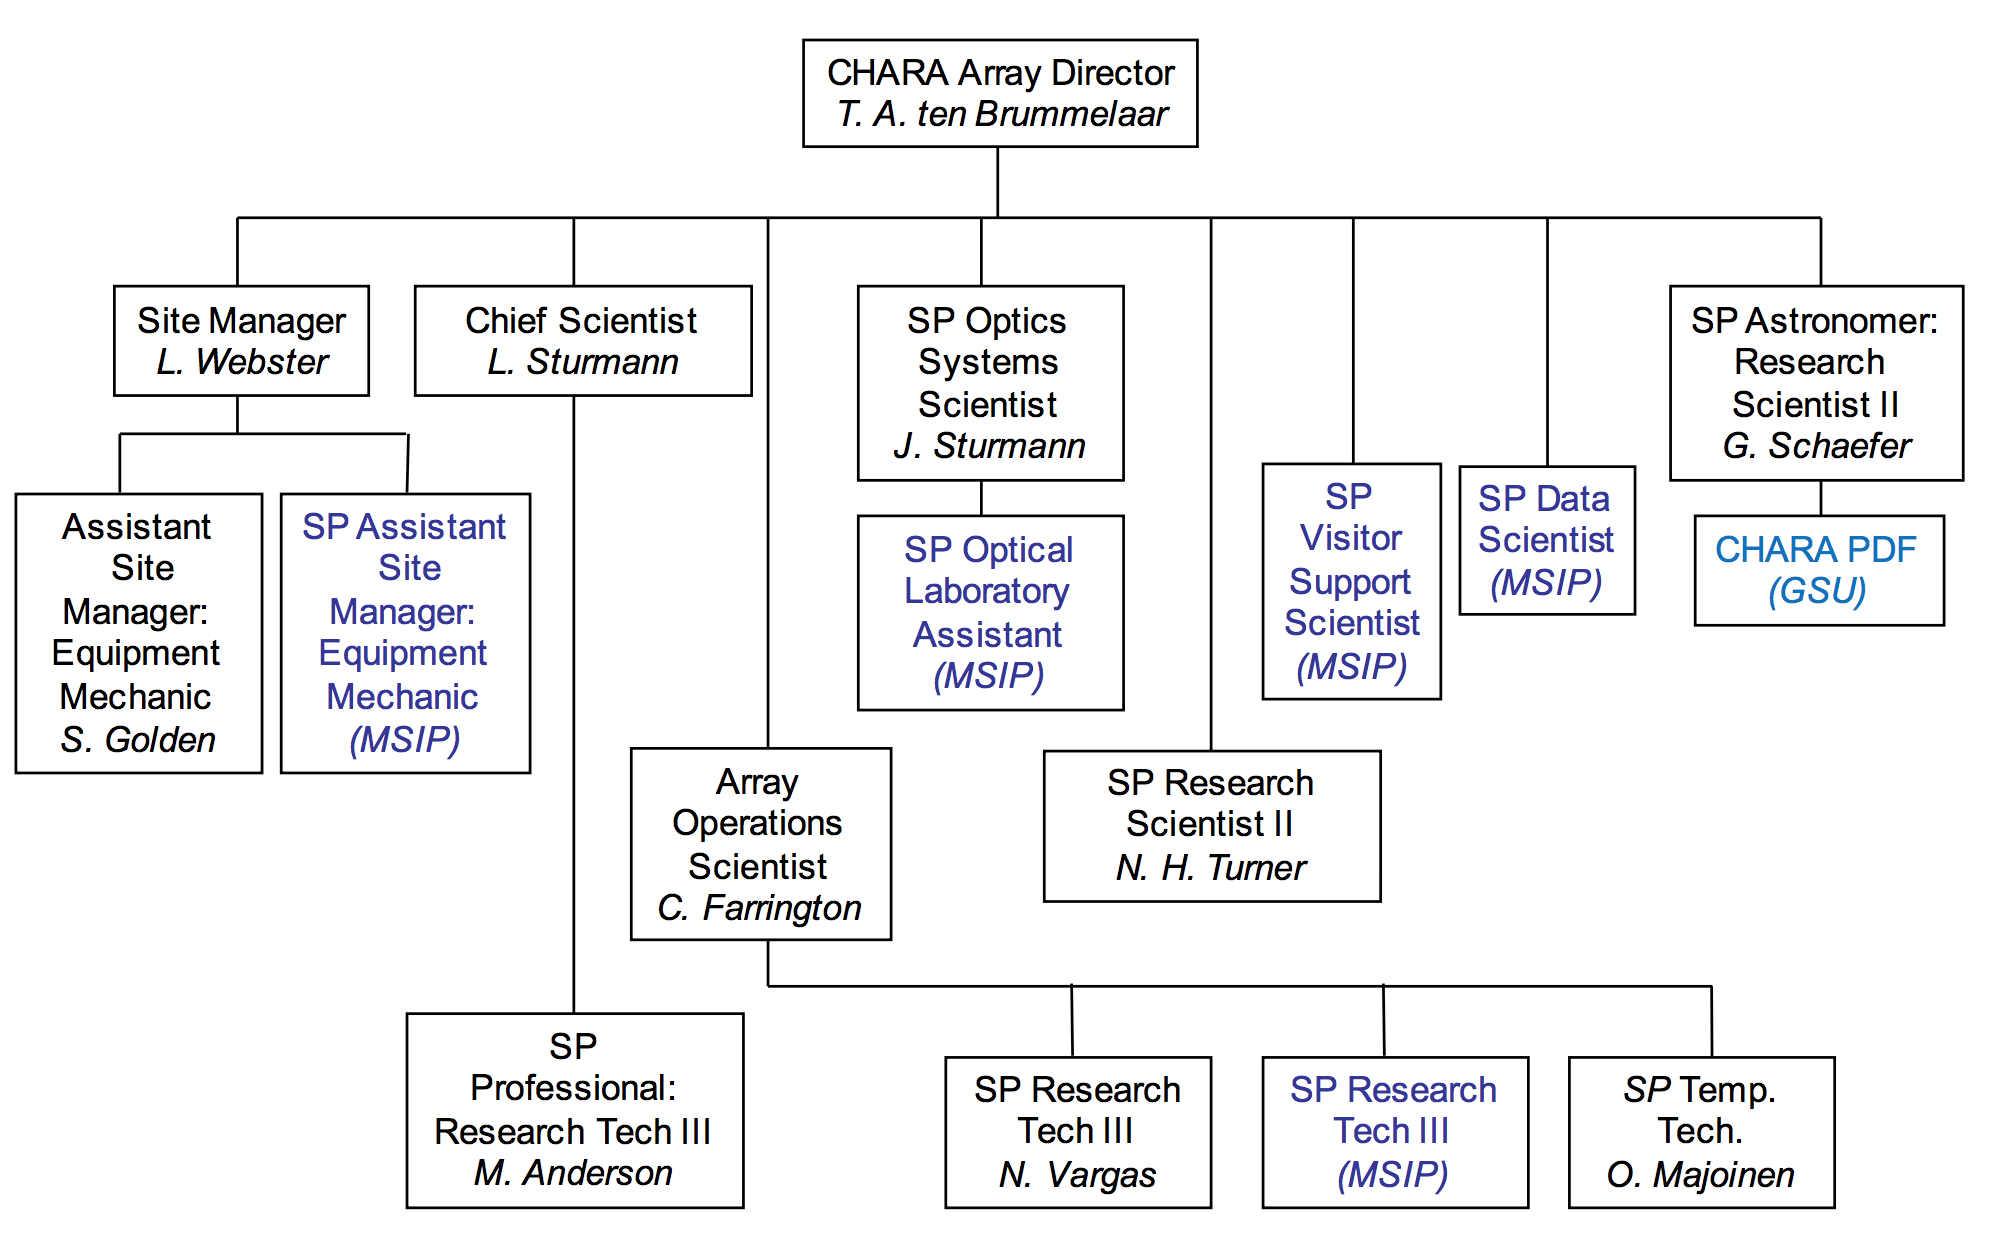 CHARA Array Director
T. A. ten Brummelaar
Site Manager
L. Webster
Chief Scientist
L. Sturmann
SP Optics
Systems
Scientist
J. Sturmann
SP Astronomer:
Research
Scientist II
G. Schaefer
SP
Visitor
Support
Scientist
(MSIP)
SP Data
Scientist
(MSIP)
Assistant
Site
Manager:
Equipment
Mechanic
S. Golden
SP Assistant
Site
Manager:
Equipment
Mechanic
(MSIP)
SP Optical
Laboratory
Assistant
(MSIP)
CHARA PDF
(GSU)
Array
Operations
Scientist
C. Farrington
SP Research
Scientist II
N. H. Turner
SP
Professional:
Research Tech III
M. Anderson
SP Research
Tech III
N. Vargas
SP Research
Tech III
(MSIP)
SP Temp.
Tech.
O. Majoinen